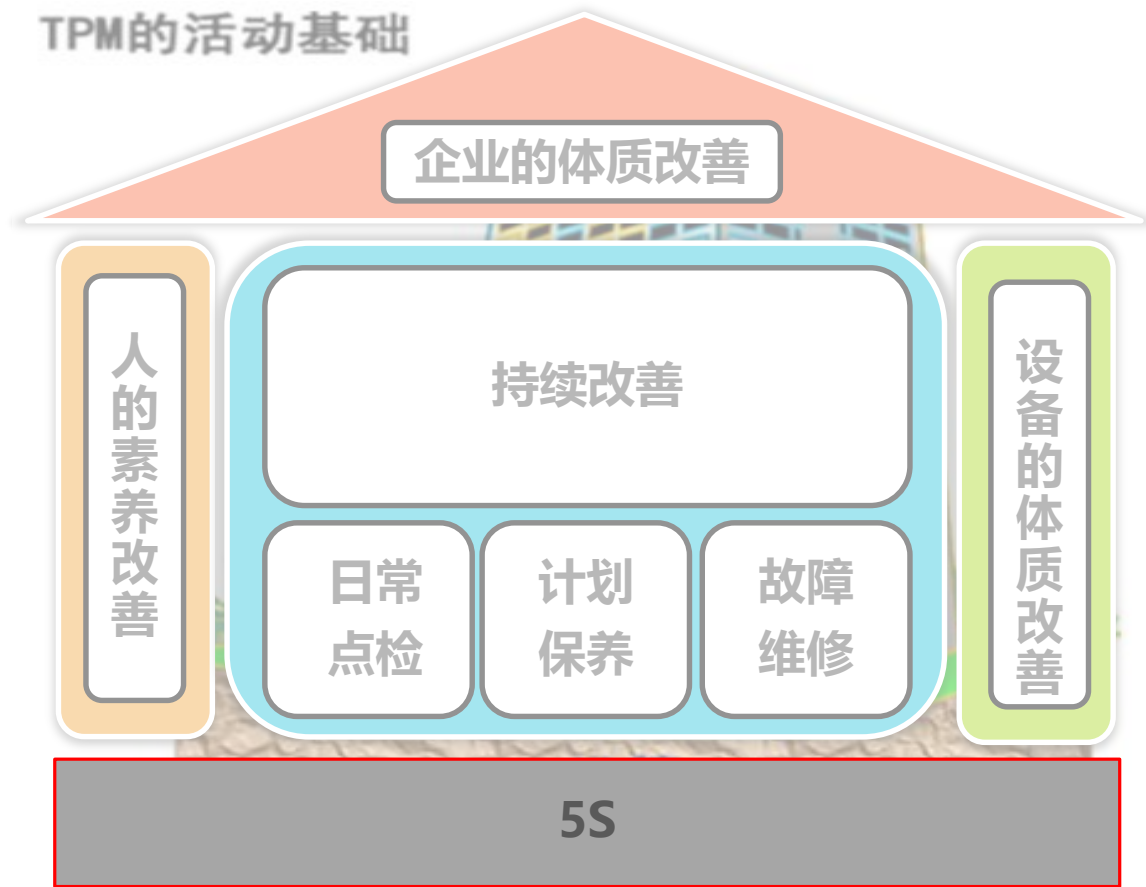 TPM的活动基础
企业的体质改善
人的素养改善
持续改善
日常
点检
计划
保养
故障
维修
设备的体质改善
5S